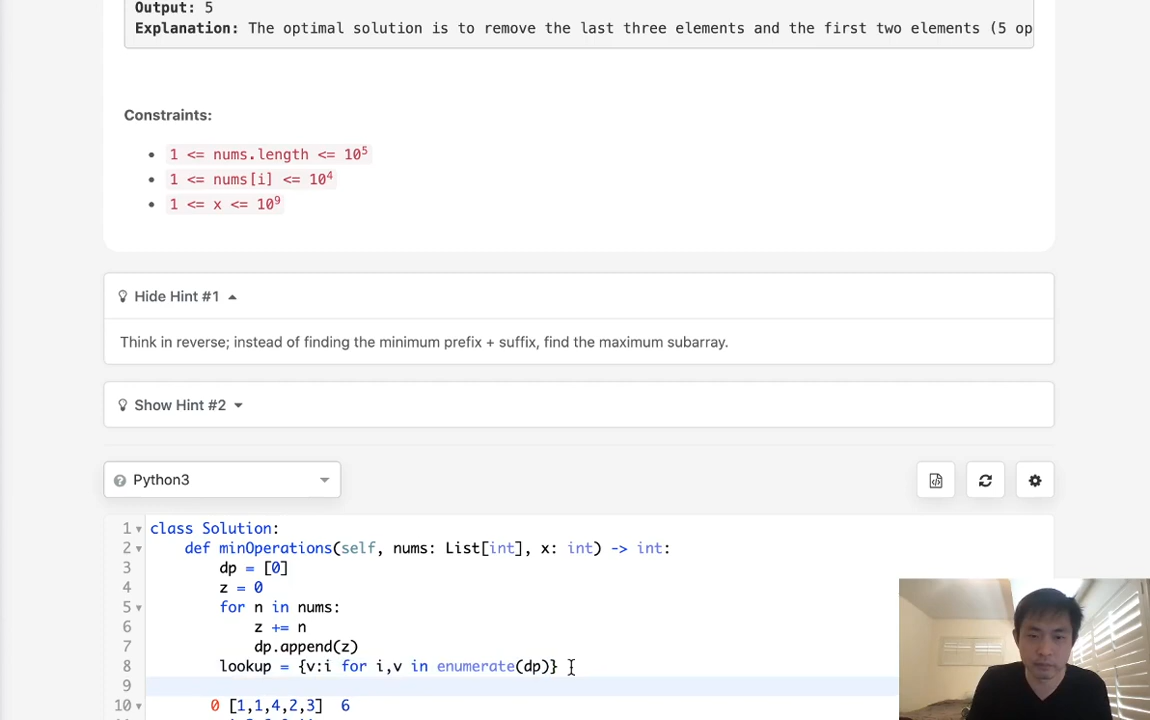 Output: 5
Explanation: The optimal solution is to remove the last three elements and the first two elements (5 op
Constraints:
1 <= nums.length <= 10^5
1 <= nums[i] <= 10^4
1 <= x <= 10^9
Hide Hint #1
Think in reverse; instead of finding the minimum prefix + suffix, find the maximum subarray.
Show Hint #2
Python3
1 class Solution:
2 def minOperations(self, nums: List[int], x: int) -> int:
3 dp = [0]
4 z = 0
5 for n in nums:
6 z += n
7 dp.append(z)
8 lookup = {v:i for i,v in enumerate(dp)}
9
10 0 [1,1,4,2,3] 6